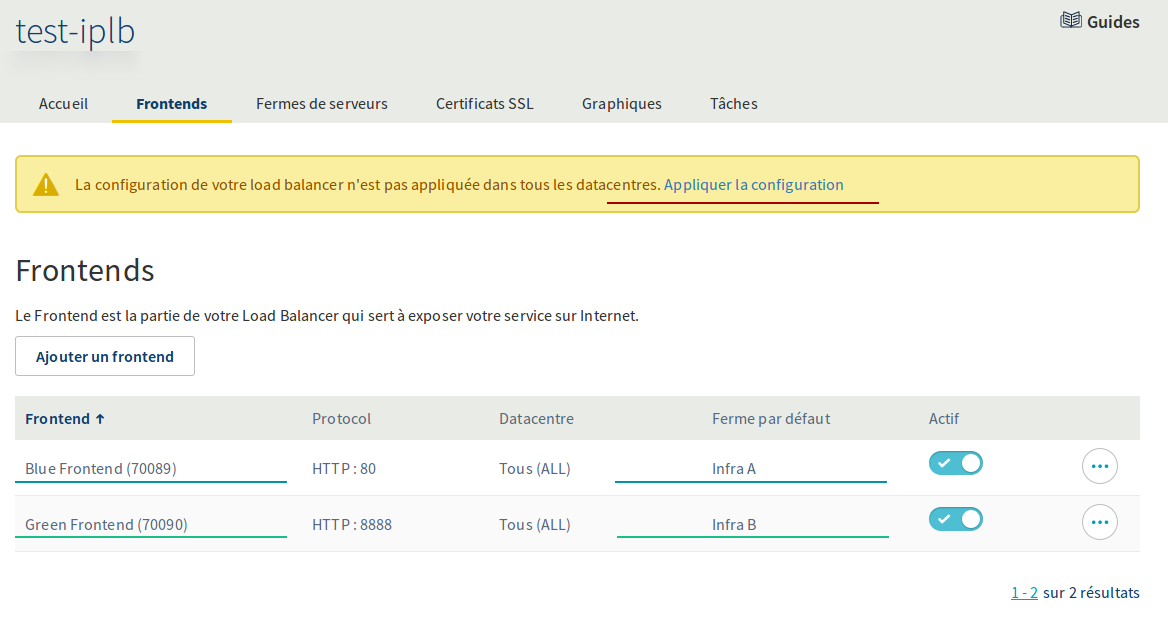 test-iplb
Guides
Accueil Frontends Fermes de serveurs Certificats SSL Graphiques Tâches
La configuration de votre load balancer n'est pas appliquée dans tous les datacentres. Appliquer la configuration
Frontends
Le Frontend est la partie de votre Load Balancer qui sert à exposer votre service sur Internet.
Ajouter un frontend
Frontend ↑ Protocol Datacentre Ferme par défaut Actif
Blue Frontend (70089) HTTP : 80 Tous (ALL) Infra A
Green Frontend (70090) HTTP : 8888 Tous (ALL) Infra B
1 - 2 sur 2 résultats